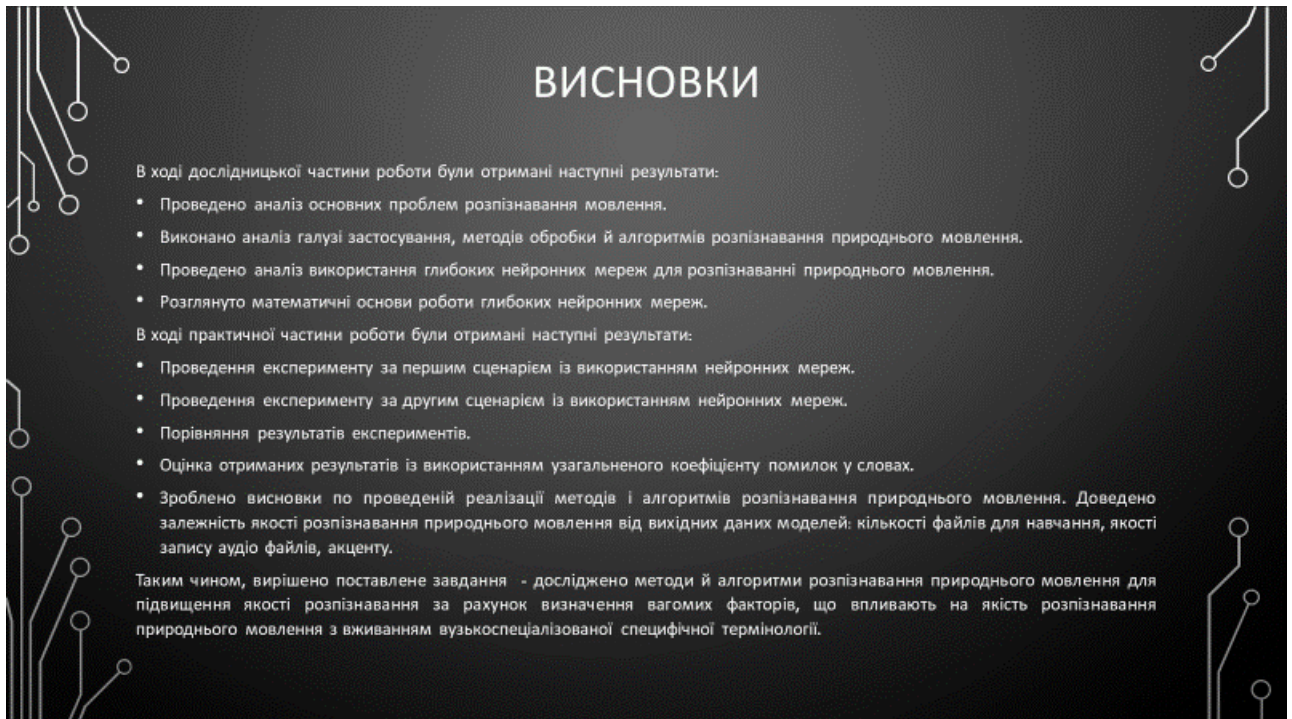 ВИСНОВКИ
В ході дослідницької частини роботи були отримані наступні результати:
• Проведено аналіз основних проблем розпізнавання мовлення.
• Виконано аналіз галузі застосування, методів обробки й алгоритмів розпізнавання природнього мовлення.
• Проведено аналіз використання глибоких нейронних мереж для розпізнаванні природнього мовлення.
• Розглянуто математичні основи роботи глибоких нейронних мереж.
В ході практичної частини роботи були отримані наступні результати:
• Проведення експерименту за першим сценарієм із використанням нейронних мереж.
• Проведення експерименту за другим сценарієм із використанням нейронних мереж.
• Порівняння результатів експериментів.
• Оцінка отриманих результатів із використанням узагальненого коефіцієнту помилок у словах.
• Зроблено висновки по проведеній реалізації методів і алгоритмів розпізнавання природнього мовлення. Доведено
залежність якості розпізнавання природнього мовлення від вихідних даних моделей: кількості файлів для навчання, якості
запису аудіо файлів, акценту.
Таким чином, вирішено поставлене завдання - досліджено методи й алгоритми розпізнавання природнього мовлення для
підвищення якості розпізнавання за рахунок визначення вагомих факторів, що впливають на якість розпізнавання
природнього мовлення з вживанням вузькоспеціалізованої специфічної термінології.